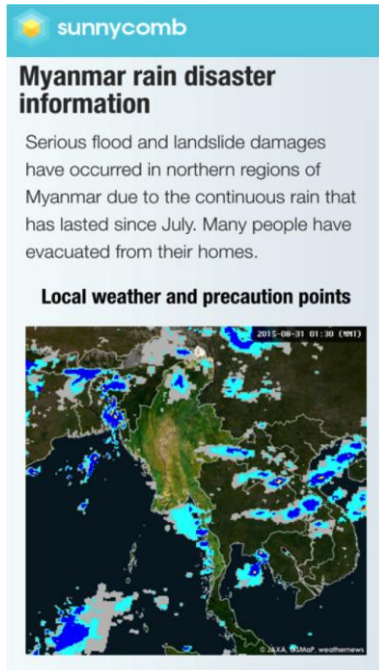 sunnycomb
Myanmar rain disaster
information
Serious flood and landslide damages
have occurred in northern regions of
Myanmar due to the continuous rain that
has lasted since July. Many people have
evacuated from their homes.
Local weather and precaution points
2015-08-31 01:30 (MMT)
© JAXA, GSMaP, weathernews